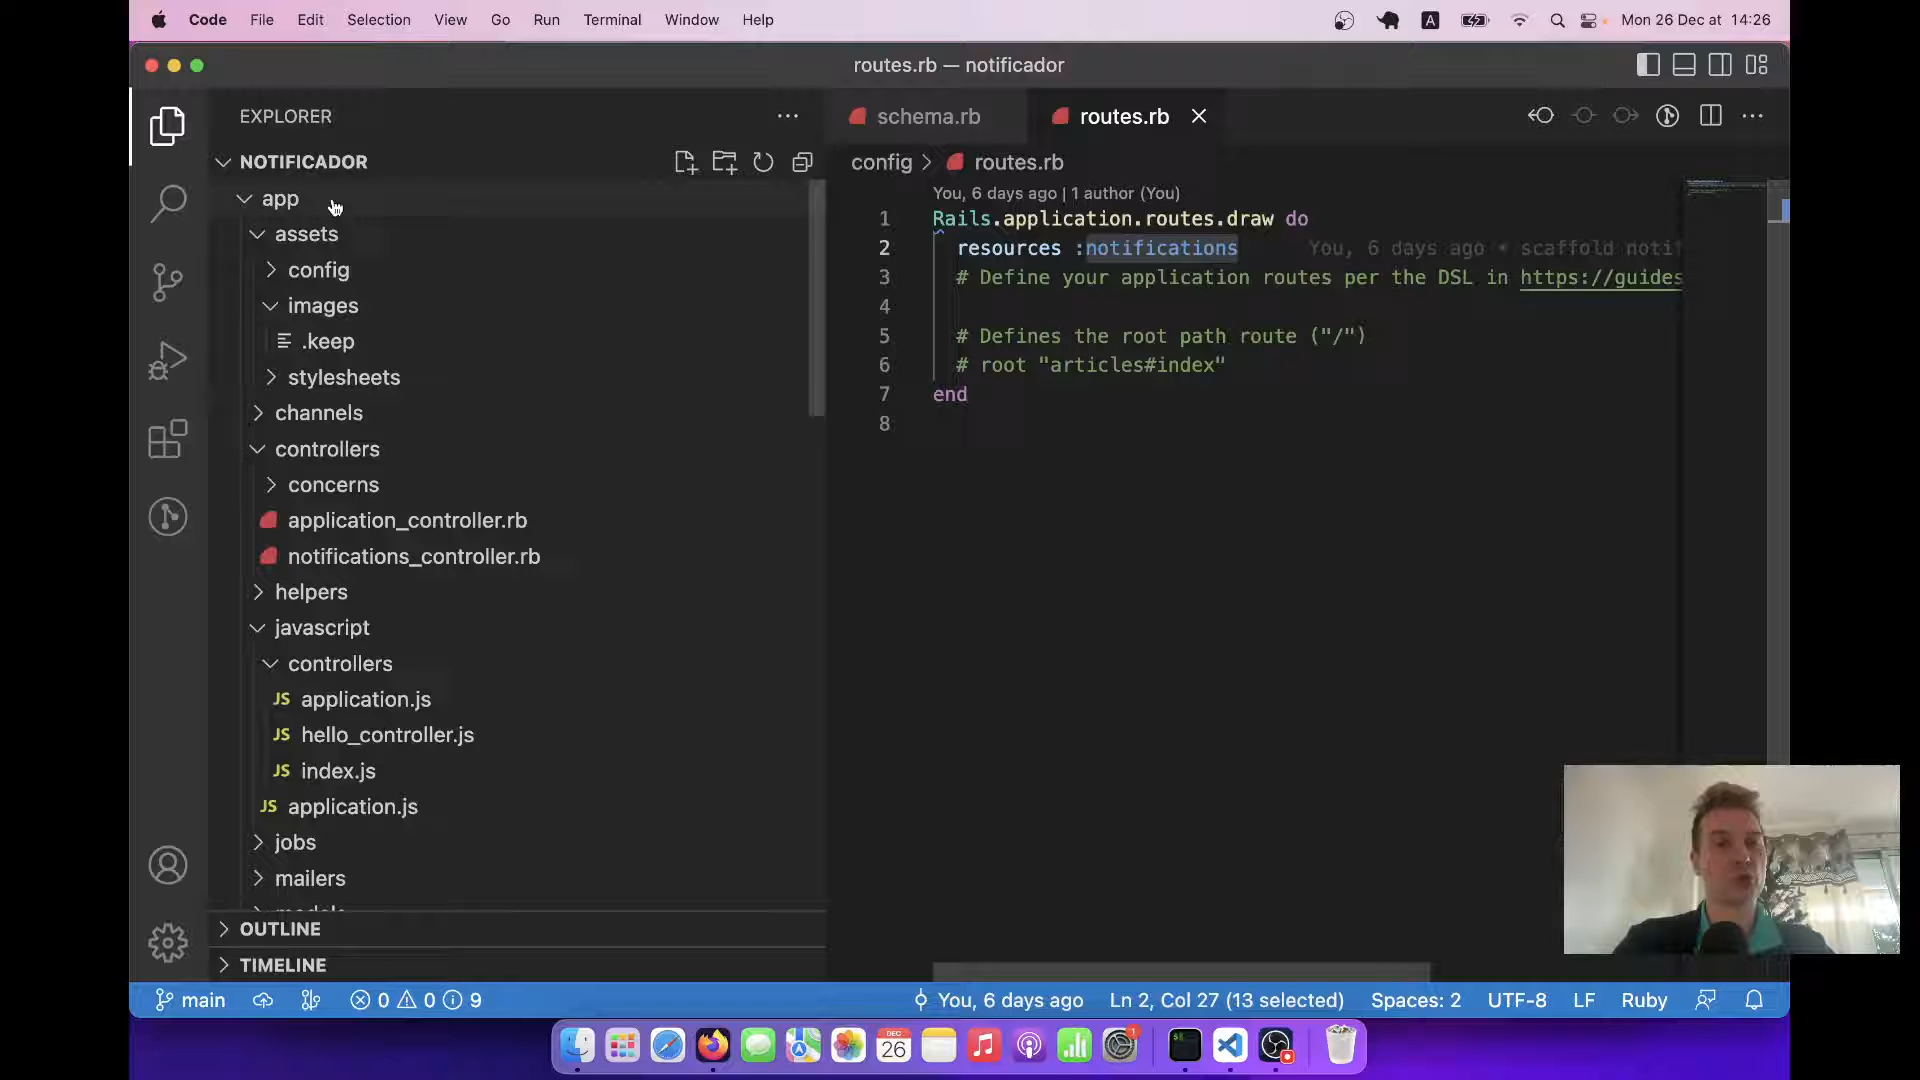 Code File Edit Selection View Go Run Terminal Window Help A Mon 26 Dec at 14:26
routes.rb — notificador
EXPLORER
NOTIFICADOR
app
assets
config
images
.keep
stylesheets
channels
controllers
concerns
application_controller.rb
notifications_controller.rb
helpers
javascript
controllers
JS application.js
JS hello_controller.js
JS index.js
JS application.js
jobs
mailers
models
OUTLINE
TIMELINE
schema.rb routes.rb
config > routes.rb
You, 6 days ago | 1 author (You)
1 Rails.application.routes.draw do
2 resources :notifications You, 6 days ago • scaffold notif
3 # Define your application routes per the DSL in https://guides
4
5 # Defines the root path route ("/")
6 # root "articles#index"
7 end
8
main 0 0 9 You, 6 days ago Ln 2, Col 27 (13 selected) Spaces: 2 UTF-8 LF Ruby
DEC
26
1